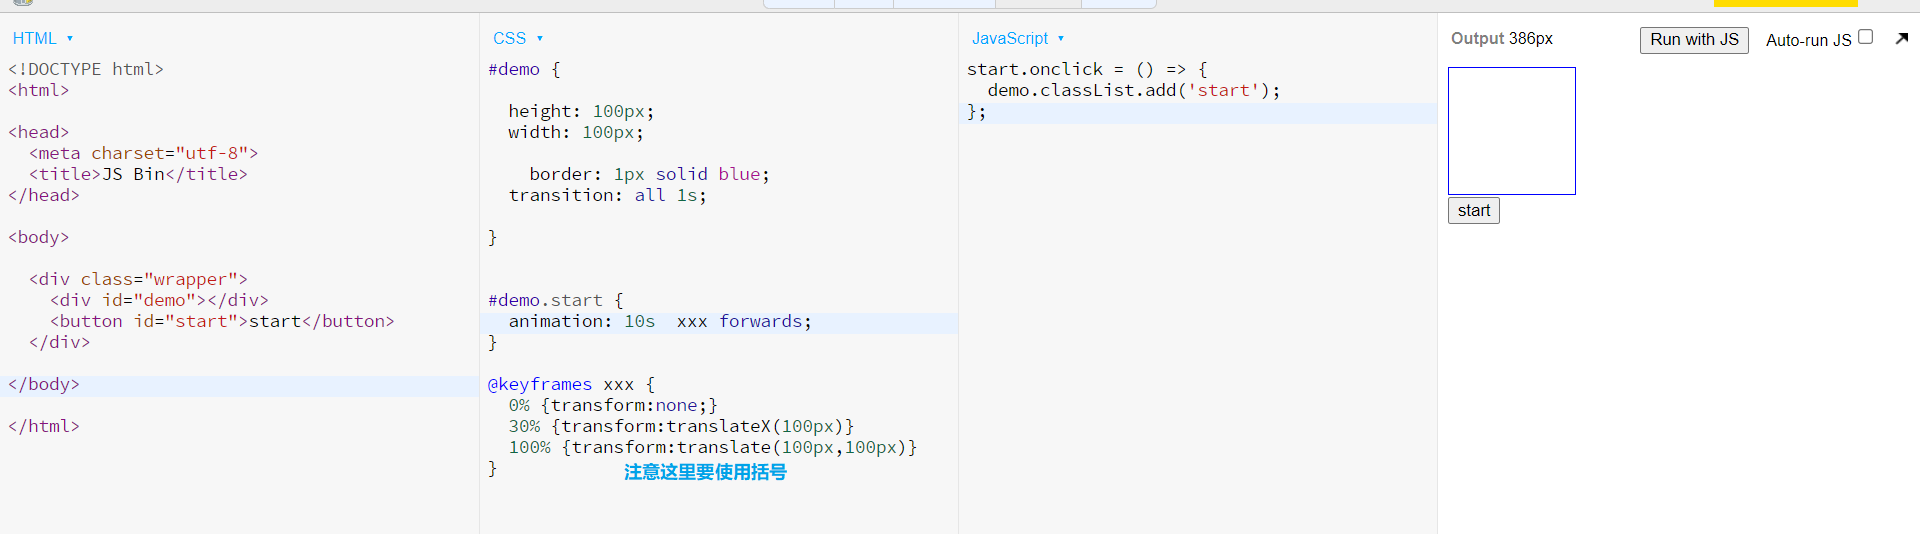 HTML ▾
<!DOCTYPE html>
<html>
<head>
<meta charset="utf-8">
<title>JS Bin</title>
</head>
<body>
<div class="wrapper">
<div id="demo"></div>
<button id="start">start</button>
</div>
</body>
</html>
CSS ▾
#demo {
height: 100px;
width: 100px;
border: 1px solid blue;
transition: all 1s;
}
#demo.start {
animation: 10s  xxx forwards;
}
@keyframes xxx {
0% {transform:none;}
30% {transform:translateX(100px)}
100% {transform:translate(100px,100px)}
}
注意这里要使用括号
JavaScript ▾
start.onclick = () => {
demo.classList.add('start');
};
Output 386px
Run with JS
Auto-run JS
start